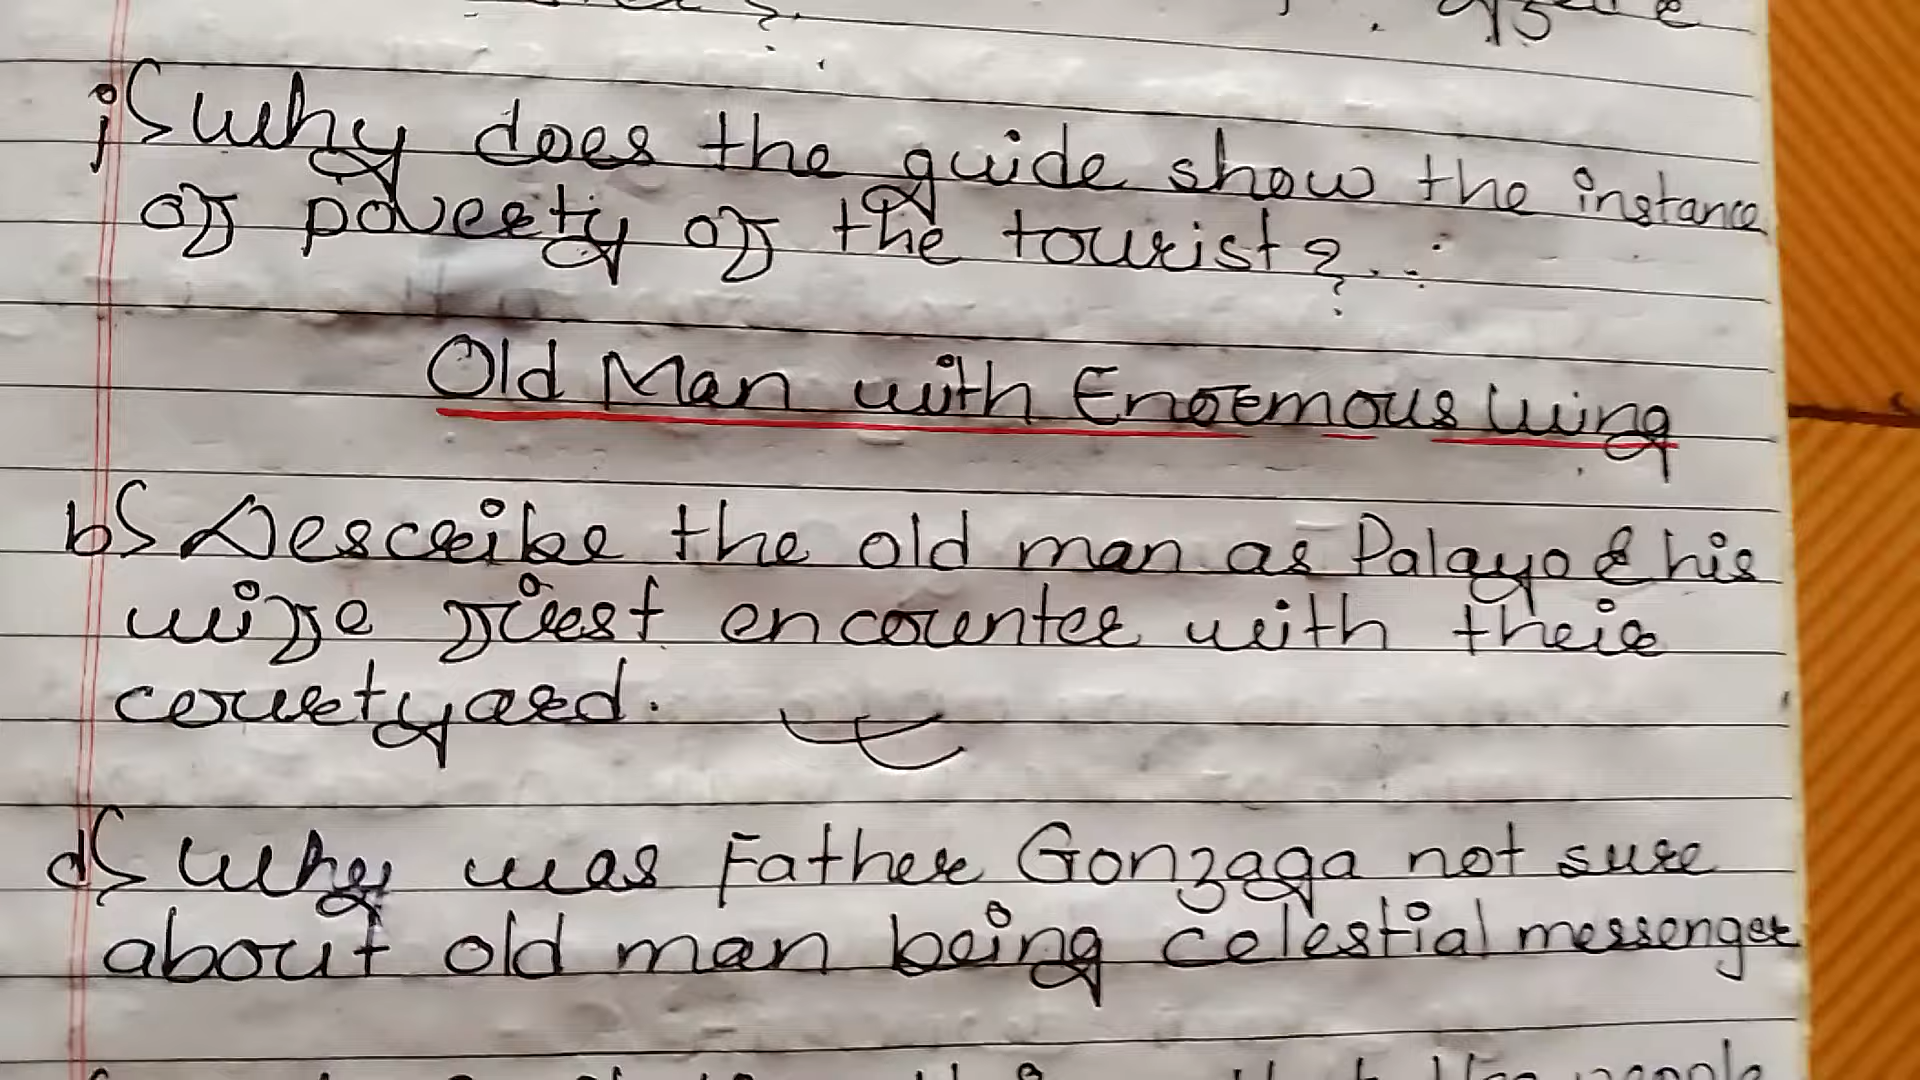 j) Why does the guide show the instance
of poverty of the tourist?
Old Man with Enormous Wing
b) Describe the old man as Palayo & his
wife first encounter with their
courtyard.
d) Why was Father Gonzaga not sure
about old man being celestial messenger
people